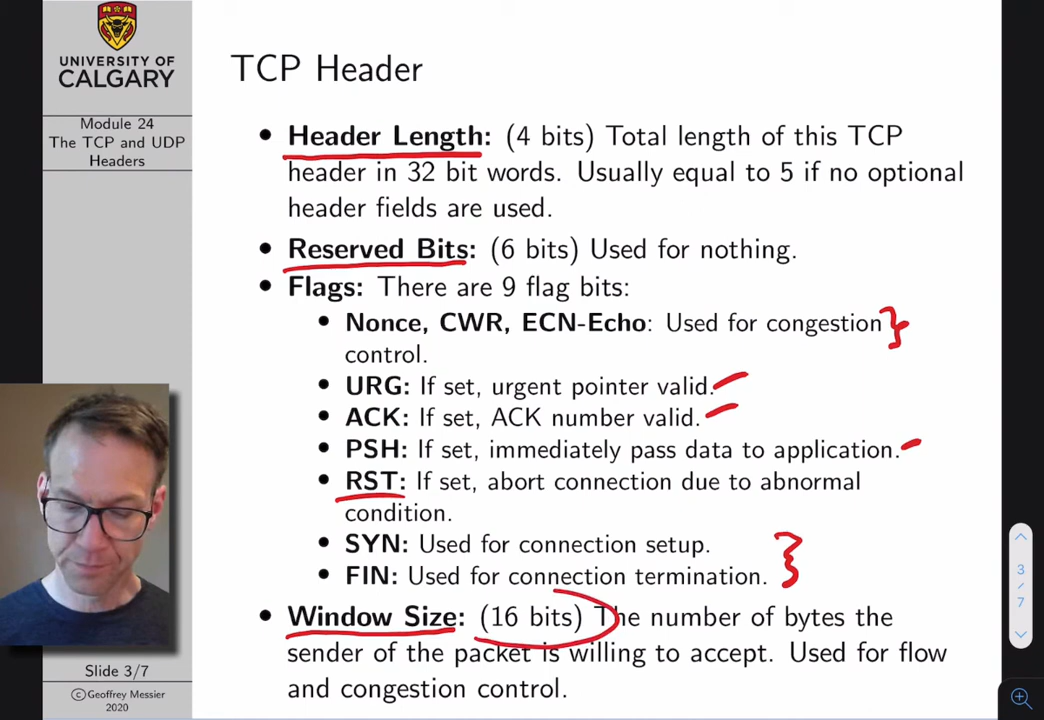 UNIVERSITY OF
CALGARY
Module 24
The TCP and UDP
Headers
TCP Header
• Header Length: (4 bits) Total length of this TCP
header in 32 bit words. Usually equal to 5 if no optional
header fields are used.
• Reserved Bits: (6 bits) Used for nothing.
• Flags: There are 9 flag bits:
• Nonce, CWR, ECN-Echo: Used for congestion
control.
• URG: If set, urgent pointer valid.
• ACK: If set, ACK number valid.
• PSH: If set, immediately pass data to application.
• RST: If set, abort connection due to abnormal
condition.
• SYN: Used for connection setup.
• FIN: Used for connection termination.
• Window Size: (16 bits) The number of bytes the
sender of the packet is willing to accept. Used for flow
and congestion control.
Slide 3/7
©Geoffrey Messier
2020
3
/
7